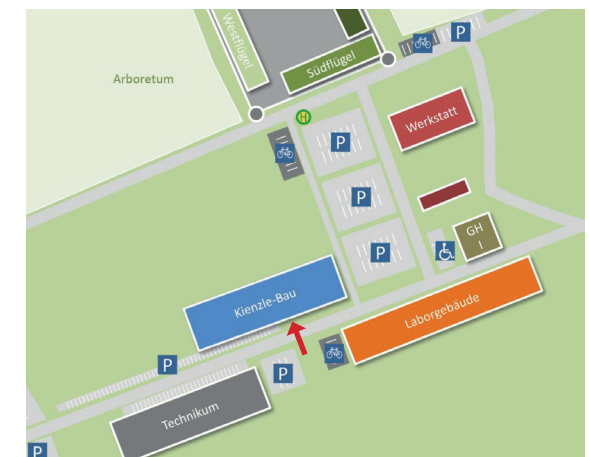 Westflügel
Südflügel
P
Arboretum
H
Werkstatt
P
P
GH
I
P
Kienzle-Bau
Laborgebäude
P
P
Technikum
P